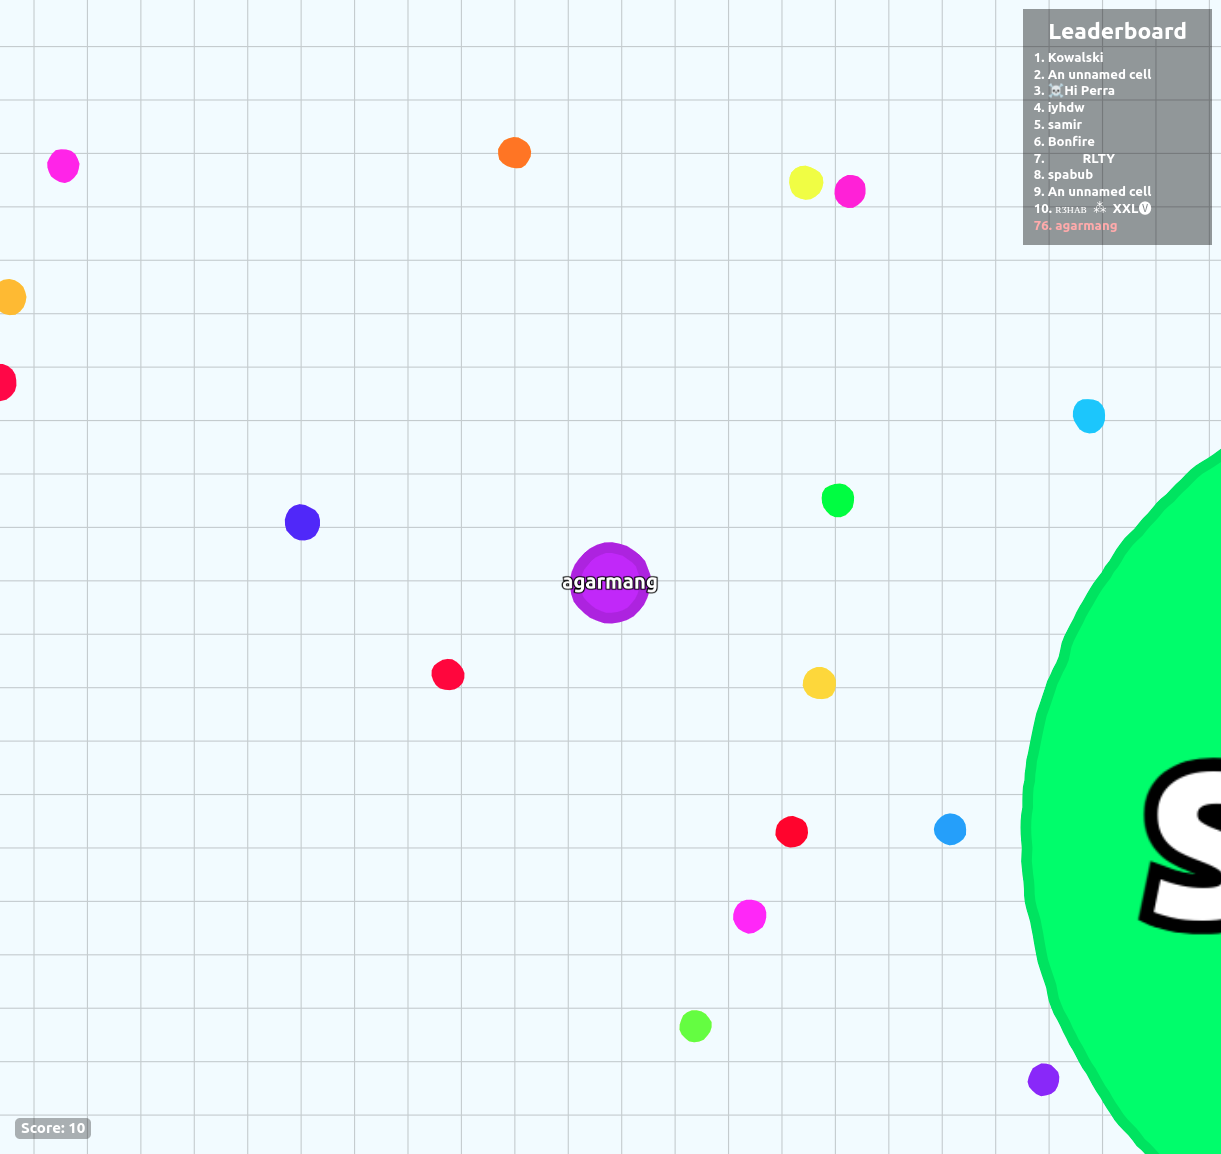 Leaderboard
1. Kowalski
2. An unnamed cell
3. ☠Hi Perra
4. iyhdw
5. samir
6. Bonfire
7. RLTY
8. spabub
9. An unnamed cell
10. ʀ3ʜᴀʙ ⁂ XXL🅥
76. agarmang
agarmang
S
Score: 10